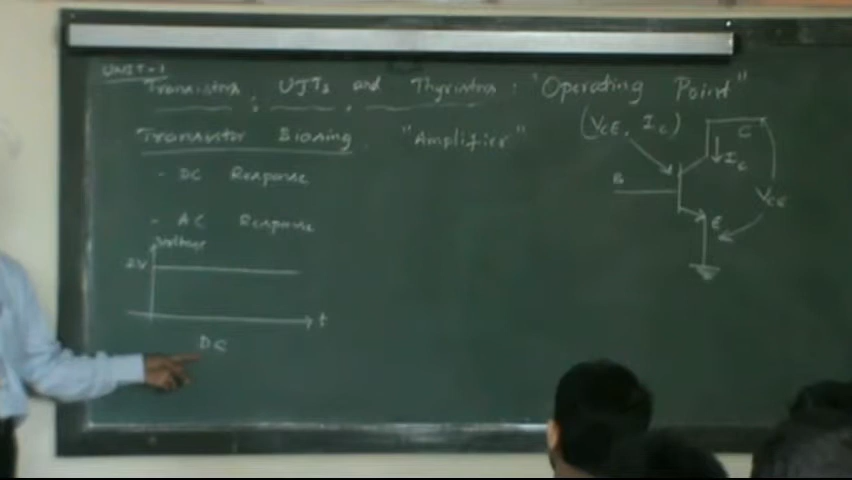 UNIT-1
Transistors, UJTs and Thyristors : "Operating Point"
Transistor Biasing "Amplifier"
(VCE, IC)
- DC Response
- AC Response
C
IC
B
VCE
E
Voltage
2V
t
DC